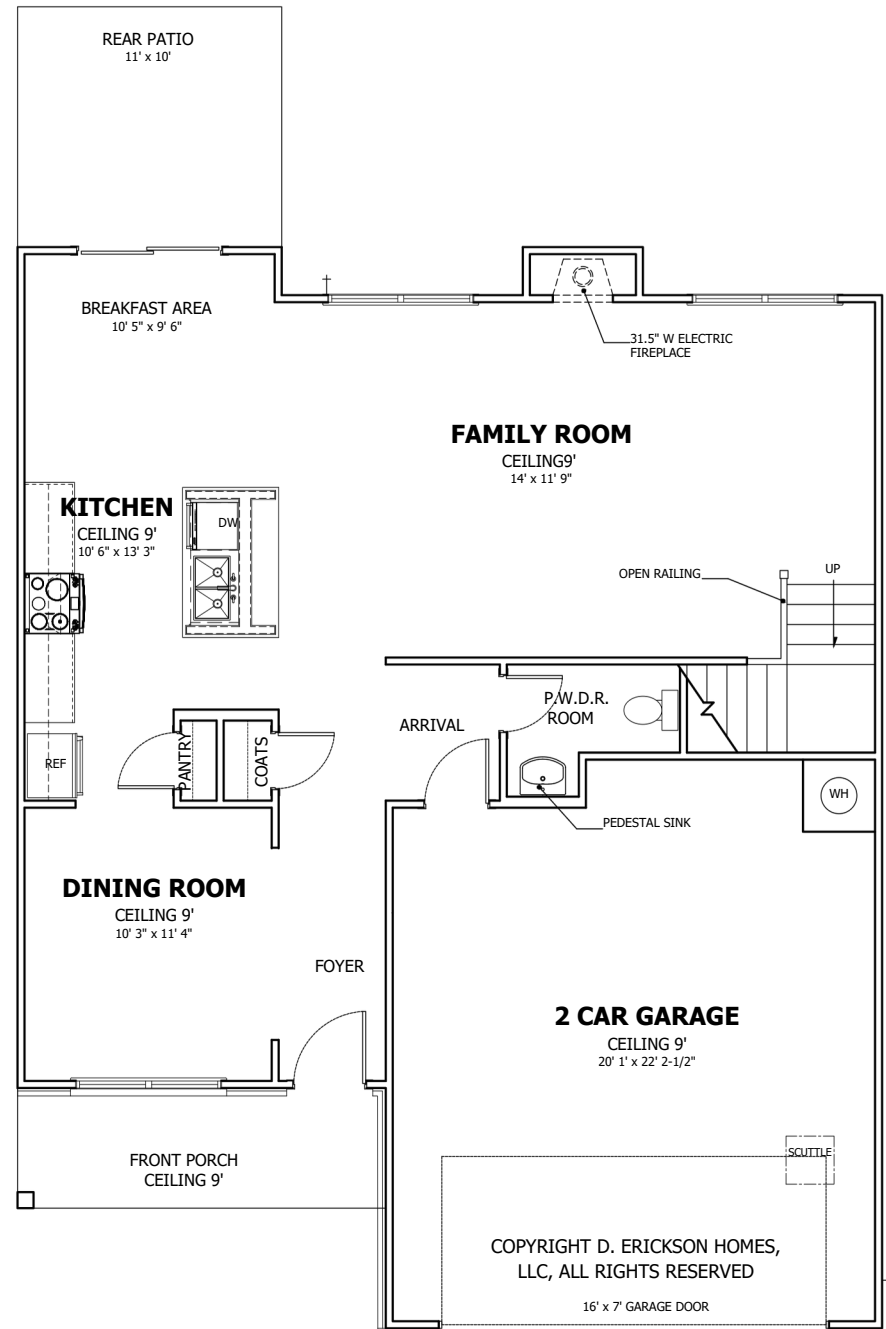 REAR PATIO
11' x 10'
BREAKFAST AREA
10' 5" x 9' 6"
31.5" W ELECTRIC
FIREPLACE
FAMILY ROOM
CEILING9'
14' x 11' 9"
KITCHEN
CEILING 9'
10' 6" x 13' 3"
DW
OPEN RAILING
UP
P.W.D.R.
ROOM
ARRIVAL
PANTRY
COATS
REF
WH
PEDESTAL SINK
DINING ROOM
CEILING 9'
10' 3" x 11' 4"
FOYER
2 CAR GARAGE
CEILING 9'
20' 1' x 22' 2-1/2"
SCUTTLE
FRONT PORCH
CEILING 9'
COPYRIGHT D. ERICKSON HOMES,
LLC, ALL RIGHTS RESERVED
16' x 7' GARAGE DOOR